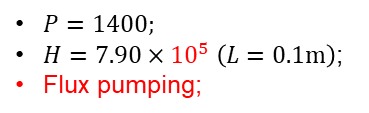 • P = 1400;
• H = 7.90 × 10⁵ (L = 0.1m);
• Flux pumping;